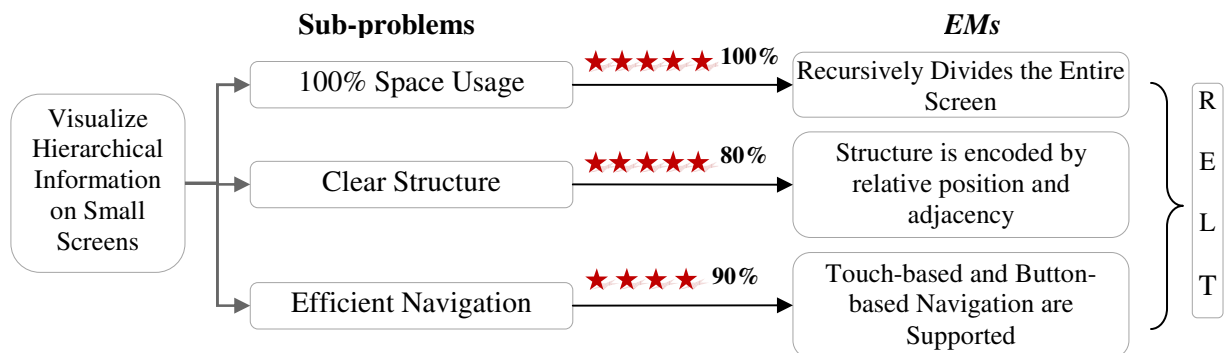 Sub-problems
EMs
Visualize
Hierarchical
Information
on Small
Screens
100% Space Usage
100%
Recursively Divides the Entire
Screen
Clear Structure
80%
Structure is encoded by
relative position and
adjacency
Efficient Navigation
90%
Touch-based and Button-
based Navigation are
Supported
R
E
L
T